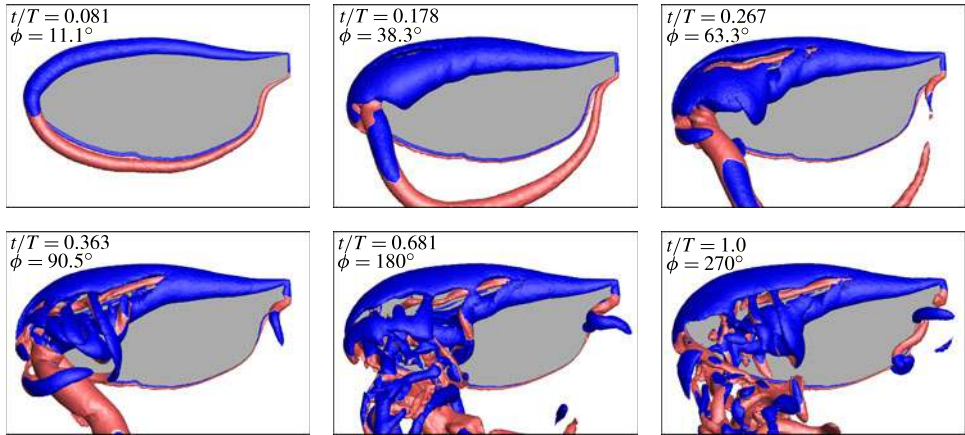 t/T = 0.081
ϕ = 11.1°
t/T = 0.178
ϕ = 38.3°
t/T = 0.267
ϕ = 63.3°
t/T = 0.363
ϕ = 90.5°
t/T = 0.681
ϕ = 180°
t/T = 1.0
ϕ = 270°